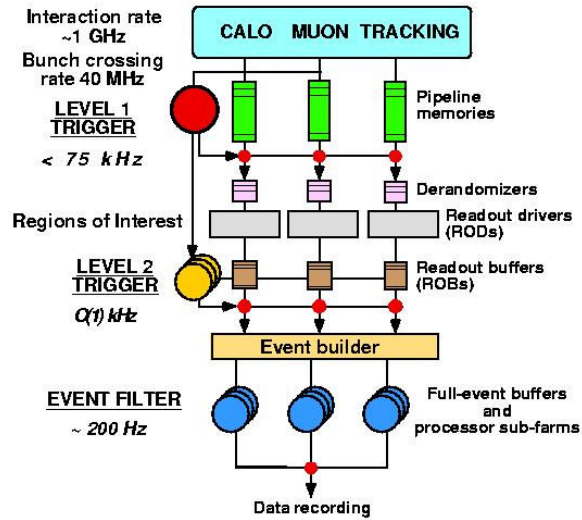 Interaction rate
~1 GHz
CALO MUON TRACKING
Bunch crossing
rate 40 MHz
LEVEL 1
TRIGGER
< 75 kHz
Pipeline
memories
Derandomizers
Regions of Interest
Readout drivers
(RODs)
LEVEL 2
TRIGGER
O(1) kHz
Readout buffers
(ROBs)
Event builder
EVENT FILTER
~ 200 Hz
Full-event buffers
and
processor sub-farms
Data recording